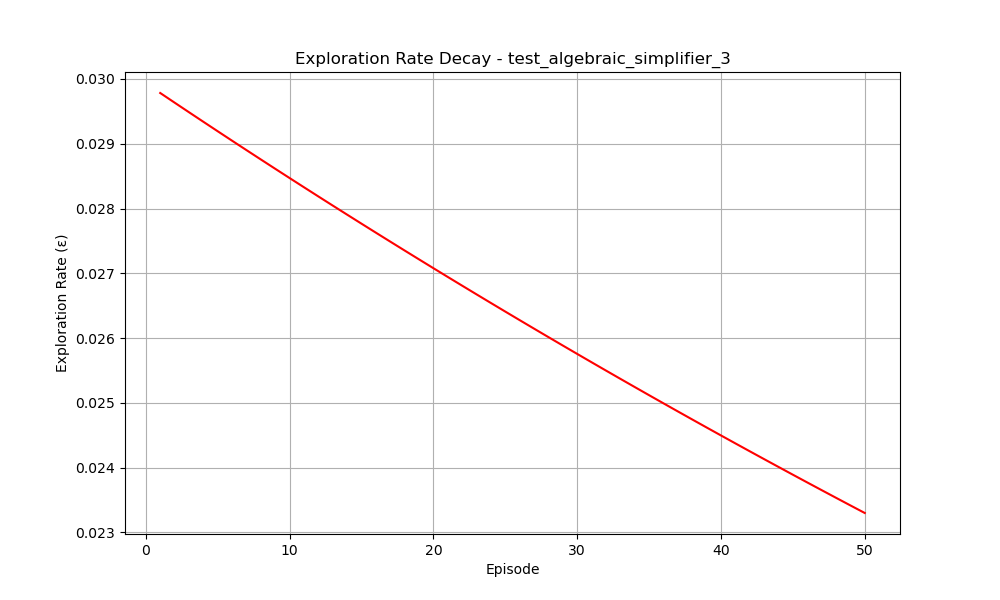 Exploration Rate Decay - test_algebraic_simplifier_3
0.030
0.029
0.028
0.027
0.026
0.025
0.024
0.023
Exploration Rate (ε)
0 10 20 30 40 50
Episode